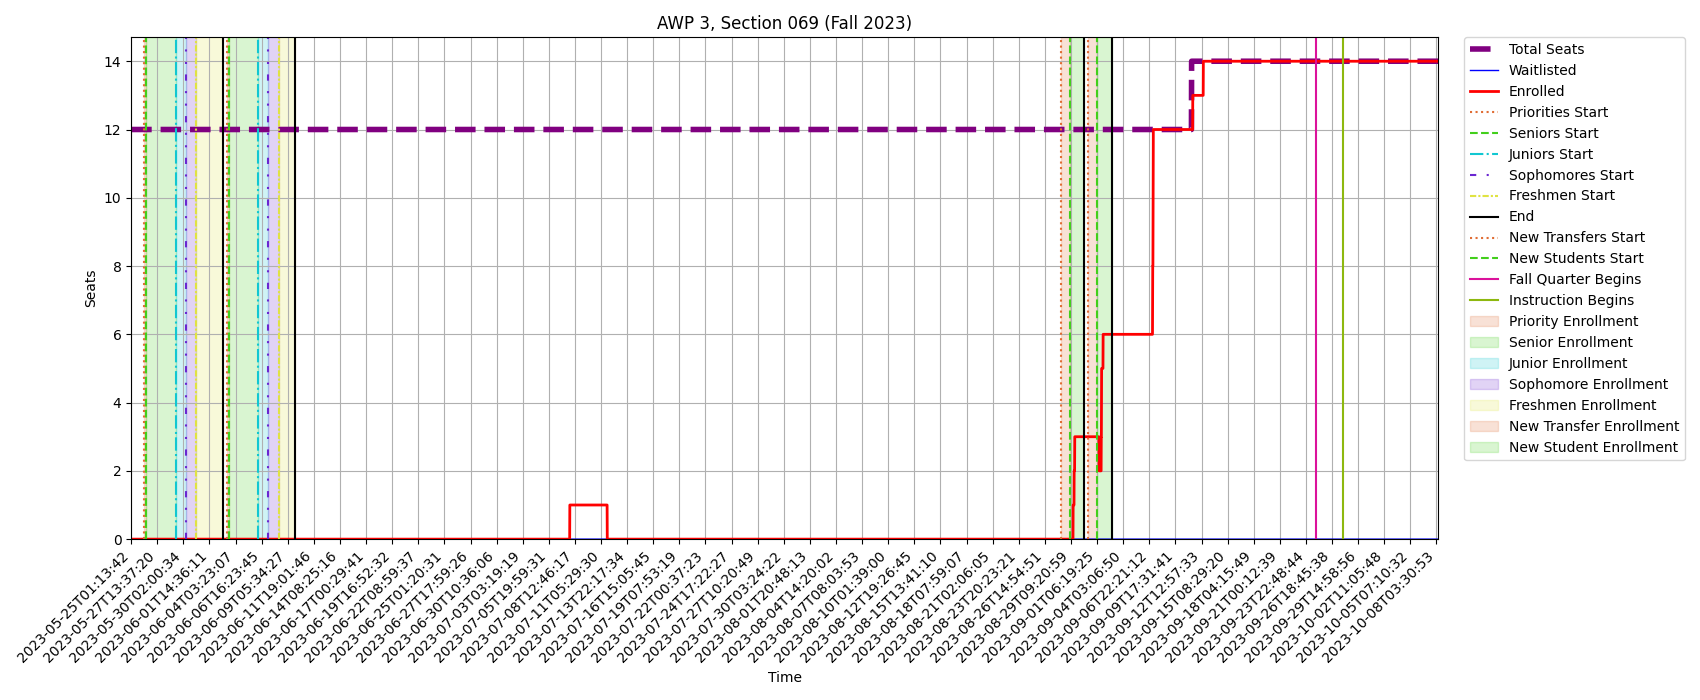 AWP 3, Section 069 (Fall 2023)
Seats
14
12
10
8
6
4
2
0
2023-05-25T01:13:42
2023-05-27T13:37:20
2023-05-30T02:00:34
2023-06-01T14:36:11
2023-06-04T03:23:07
2023-06-06T16:23:45
2023-06-09T05:34:27
2023-06-11T19:01:46
2023-06-14T08:25:16
2023-06-17T00:29:41
2023-06-19T16:52:32
2023-06-22T08:59:37
2023-06-25T01:20:31
2023-06-27T17:59:26
2023-06-30T10:36:06
2023-07-03T03:19:19
2023-07-05T19:59:31
2023-07-08T12:46:17
2023-07-11T05:29:30
2023-07-13T22:17:34
2023-07-16T15:05:45
2023-07-19T07:53:19
2023-07-22T00:37:23
2023-07-24T17:22:27
2023-07-27T10:20:49
2023-07-30T03:24:22
2023-08-01T20:48:13
2023-08-04T14:20:02
2023-08-07T08:03:53
2023-08-10T01:39:00
2023-08-12T19:26:45
2023-08-15T13:41:10
2023-08-18T07:59:07
2023-08-21T02:06:05
2023-08-23T20:23:21
2023-08-26T14:54:51
2023-08-29T09:20:59
2023-09-01T06:19:25
2023-09-04T03:06:50
2023-09-06T22:21:12
2023-09-09T17:31:41
2023-09-12T12:57:33
2023-09-15T08:29:20
2023-09-18T04:15:49
2023-09-21T00:12:39
2023-09-23T22:48:44
2023-09-26T18:45:38
2023-09-29T14:58:56
2023-10-02T11:05:48
2023-10-05T07:10:32
2023-10-08T03:30:53
Time
Total Seats
Waitlisted
Enrolled
Priorities Start
Seniors Start
Juniors Start
Sophomores Start
Freshmen Start
End
New Transfers Start
New Students Start
Fall Quarter Begins
Instruction Begins
Priority Enrollment
Senior Enrollment
Junior Enrollment
Sophomore Enrollment
Freshmen Enrollment
New Transfer Enrollment
New Student Enrollment